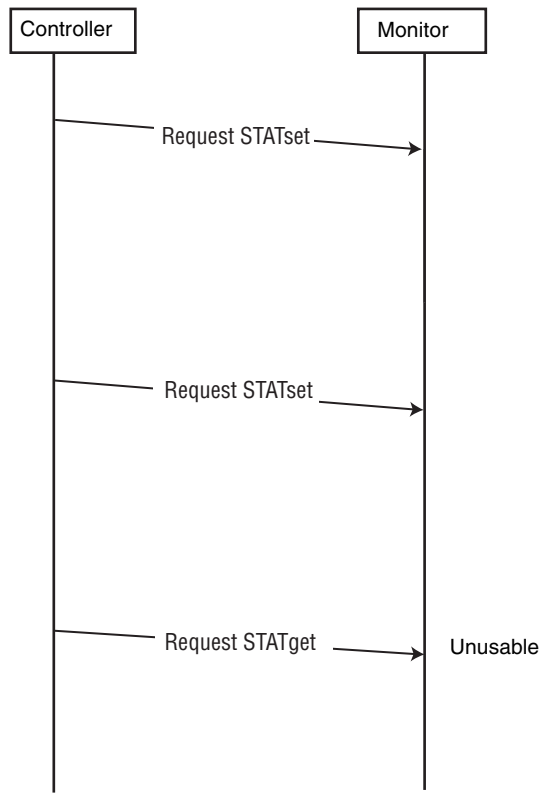 Controller
Monitor
Request STATset
Request STATset
Request STATget
Unusable